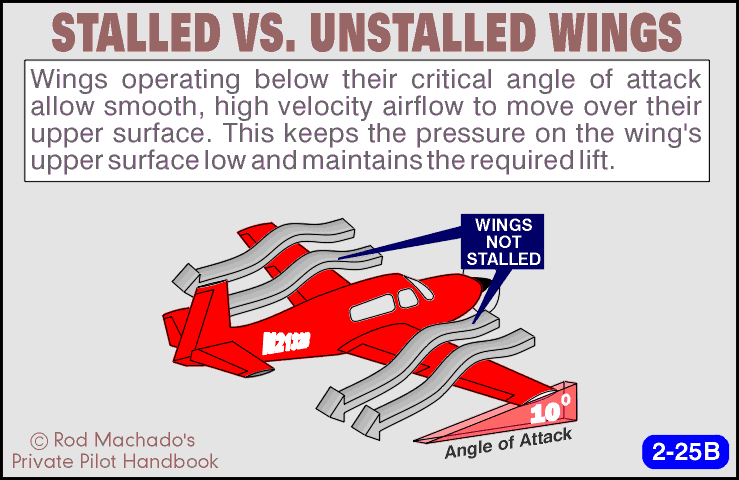 STALLED VS. UNSTALLED WINGS
Wings operating below their critical angle of attack
allow smooth, high velocity airflow to move over their
upper surface. This keeps the pressure on the wing's
upper surface low and maintains the required lift.
WINGS
NOT
STALLED
10°
Angle of Attack
© Rod Machado's
Private Pilot Handbook
2-25B